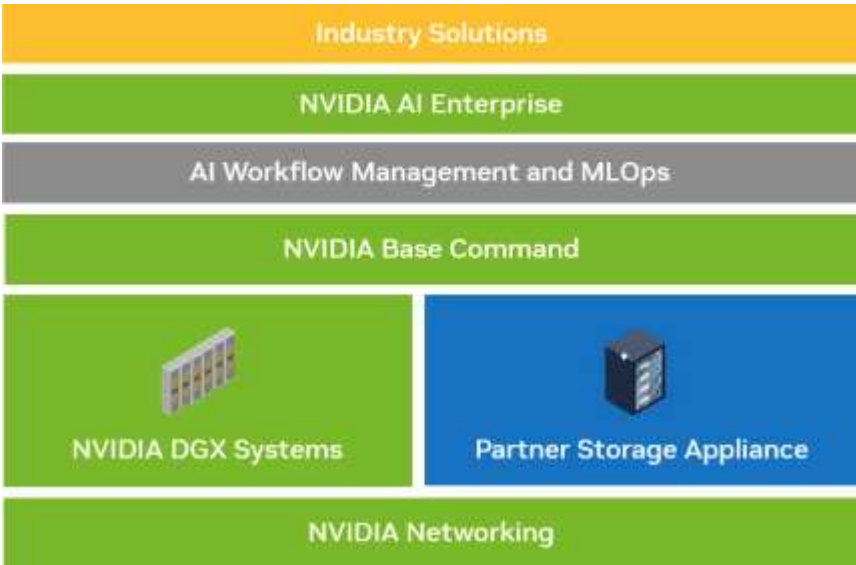 Industry Solutions
NVIDIA AI Enterprise
AI Workflow Management and MLOps
NVIDIA Base Command
NVIDIA DGX Systems
Partner Storage Appliance
NVIDIA Networking